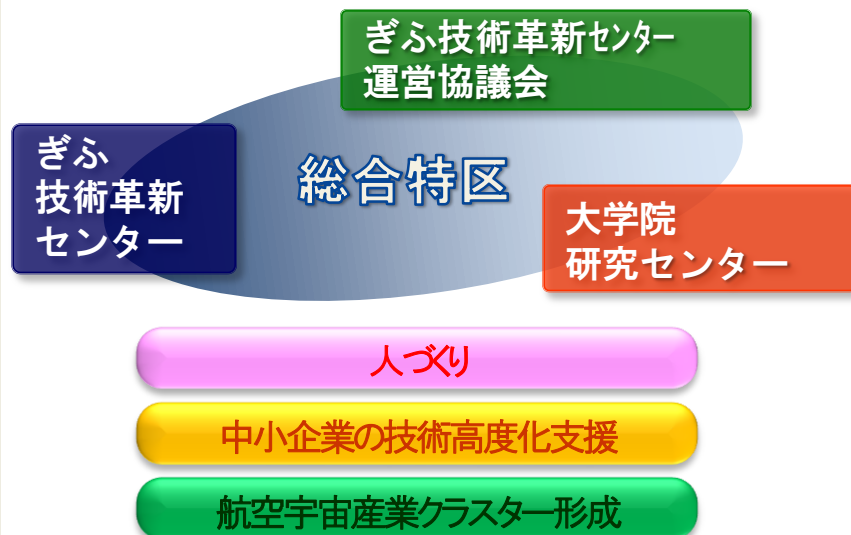 ぎふ技術革新ｾﾝﾀｰ
運営協議会
ぎふ
技術革新
センター
総合特区
大学院
研究センター
人づくり
中小企業の技術高度化支援
航空宇宙産業クラスター形成